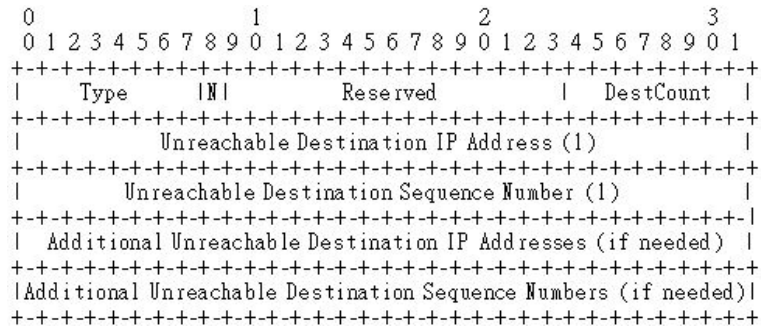 0                   1                   2                   3
0 1 2 3 4 5 6 7 8 9 0 1 2 3 4 5 6 7 8 9 0 1 2 3 4 5 6 7 8 9 0 1
+-+-+-+-+-+-+-+-+-+-+-+-+-+-+-+-+-+-+-+-+-+-+-+-+-+-+-+-+-+-+-+-+
| Type |N| Reserved | DestCount |
+-+-+-+-+-+-+-+-+-+-+-+-+-+-+-+-+-+-+-+-+-+-+-+-+-+-+-+-+-+-+-+-+
| Unreachable Destination IP Address (1) |
+-+-+-+-+-+-+-+-+-+-+-+-+-+-+-+-+-+-+-+-+-+-+-+-+-+-+-+-+-+-+-+-+
| Unreachable Destination Sequence Number (1) |
+-+-+-+-+-+-+-+-+-+-+-+-+-+-+-+-+-+-+-+-+-+-+-+-+-+-+-+-+-+-+-+-|
| Additional Unreachable Destination IP Addresses (if needed) |
+-+-+-+-+-+-+-+-+-+-+-+-+-+-+-+-+-+-+-+-+-+-+-+-+-+-+-+-+-+-+-+-+
|Additional Unreachable Destination Sequence Numbers (if needed)|
+-+-+-+-+-+-+-+-+-+-+-+-+-+-+-+-+-+-+-+-+-+-+-+-+-+-+-+-+-+-+-+-+